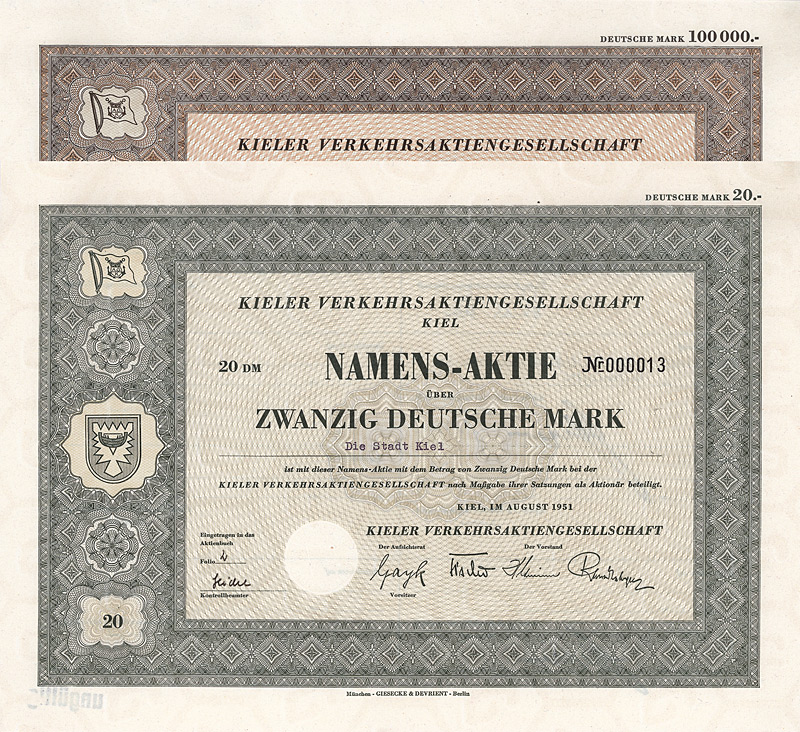 DEUTSCHE MARK 100 000.-
KIELER VERKEHRSAKTIENGESELLSCHAFT
DEUTSCHE MARK 20.-
KIELER VERKEHRSAKTIENGESELLSCHAFT
KIEL
20 DM NAMENS-AKTIE № 000013
ÜBER
ZWANZIG DEUTSCHE MARK
Die Stadt Kiel
ist mit dieser Namens-Aktie mit dem Betrag von Zwanzig Deutsche Mark bei der
KIELER VERKEHRSAKTIENGESELLSCHAFT nach Maßgabe ihrer Satzungen als Aktionär beteiligt.
KIEL, IM AUGUST 1951
KIELER VERKEHRSAKTIENGESELLSCHAFT
Eingetragen in das
Aktienbuch
Folio
Kontrollbeamter
Der Aufsichtsrat
Gayk
Vorsitzer
Der Vorstand
20
München - GIESECKE & DEVRIENT - Berlin
ungültig